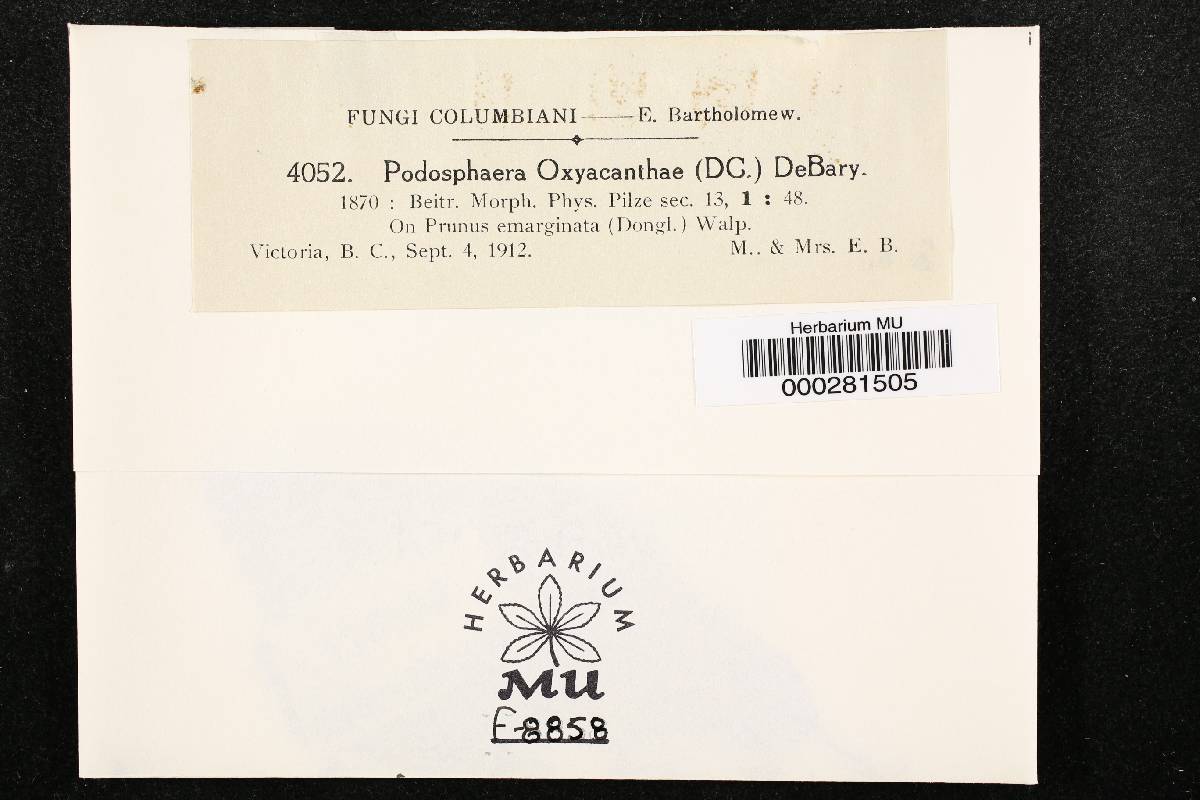 FUNGI COLUMBIANI —— E. Bartholomew.
4052. Podosphaera Oxyacanthae (DC.) DeBary.
1870 : Beitr. Morph. Phys. Pilze sec. 13, 1 : 48.
On Prunus emarginata (Dongl.) Walp.
Victoria, B. C., Sept. 4, 1912. M.. & Mrs. E. B.
Herbarium MU
000281505
HERBARIUM
MU
F-8858